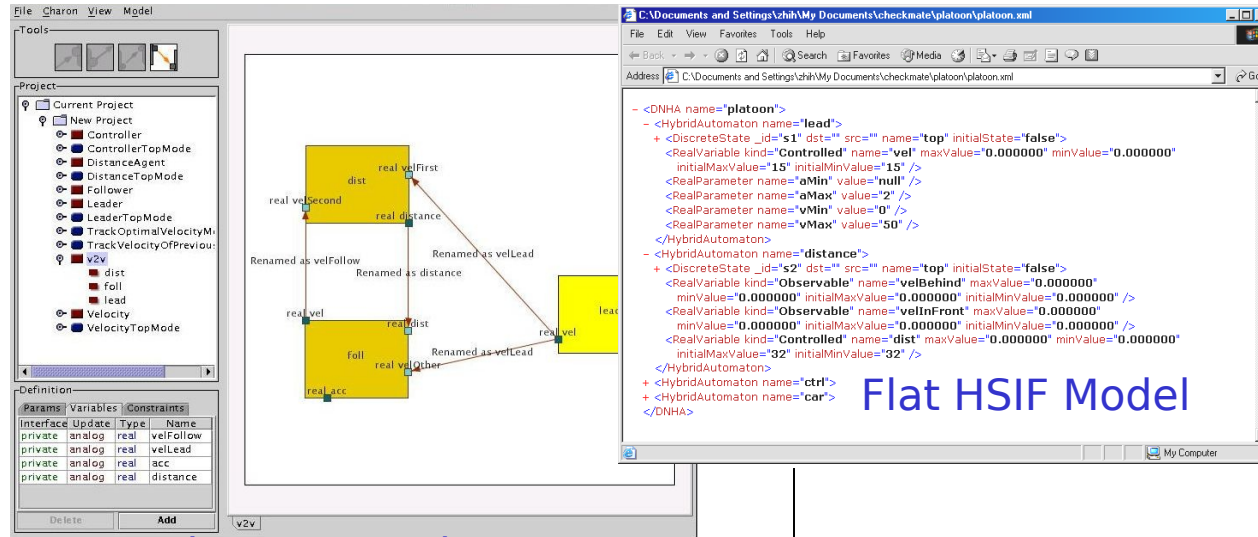 File Charon View Model
Tools
Project
Current Project
New Project
Controller
ControllerTopMode
DistanceAgent
DistanceTopMode
Follower
Leader
LeaderTopMode
TrackOptimalVelocityM
TrackVelocityOfPreviou
v2v
dist
foll
lead
Velocity
VelocityTopMode
Definition
Params Variables Constraints
Interface Update Type Name
private analog real velFollow
private analog real velLead
private analog real acc
private analog real distance
Delete Add
real velFirst
dist
real velSecond
real distance
Renamed as velLead
Renamed as velFollow
Renamed as distance
real vel
real dist
lead
real vel
foll
Renamed as velLead
real velOther
real acc
v2v
C:\Documents and Settings\zhih\My Documents\checkmate\platoon\platoon.xml
File Edit View Favorites Tools Help
Back Search Favorites Media
Address C:\Documents and Settings\zhih\My Documents\checkmate\platoon\platoon.xml Go
- <DNHA name="platoon">
- <HybridAutomaton name="lead">
+ <DiscreteState _id="s1" dst="" src="" name="top" initialState="false">
<RealVariable kind="Controlled" name="vel" maxValue="0.000000" minValue="0.000000"
initialMaxValue="15" initialMinValue="15" />
<RealParameter name="aMin" value="null" />
<RealParameter name="aMax" value="2" />
<RealParameter name="vMin" value="0" />
<RealParameter name="vMax" value="50" />
</HybridAutomaton>
- <HybridAutomaton name="distance">
+ <DiscreteState _id="s2" dst="" src="" name="top" initialState="false">
<RealVariable kind="Observable" name="velBehind" maxValue="0.000000"
minValue="0.000000" initialMaxValue="0.000000" initialMinValue="0.000000" />
<RealVariable kind="Observable" name="velInFront" maxValue="0.000000"
minValue="0.000000" initialMaxValue="0.000000" initialMinValue="0.000000" />
<RealVariable kind="Controlled" name="dist" maxValue="0.000000" minValue="0.000000"
initialMaxValue="32" initialMinValue="32" />
</HybridAutomaton>
+ <HybridAutomaton name="ctrl">
+ <HybridAutomaton name="car">
</DNHA>
Flat HSIF Model
My Computer